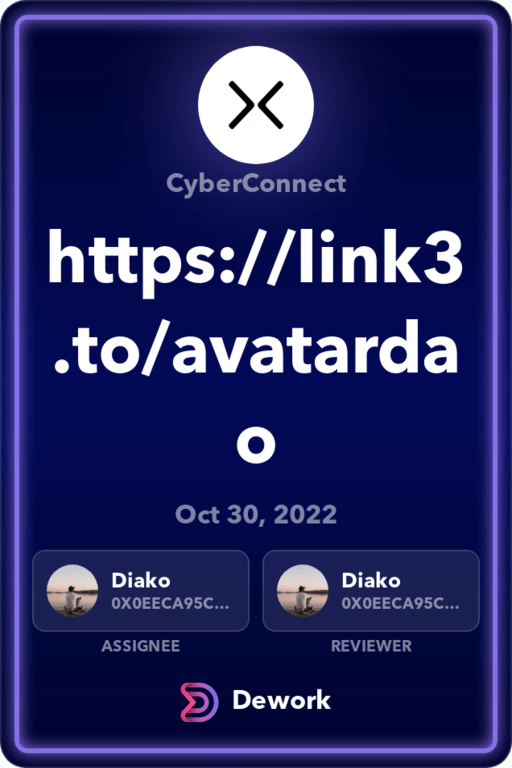 CyberConnect
https://link3
.to/avatarda
o
Oct 30, 2022
Diako
0X0EECA95C...
Diako
0X0EECA95C...
ASSIGNEE
REVIEWER
Dework